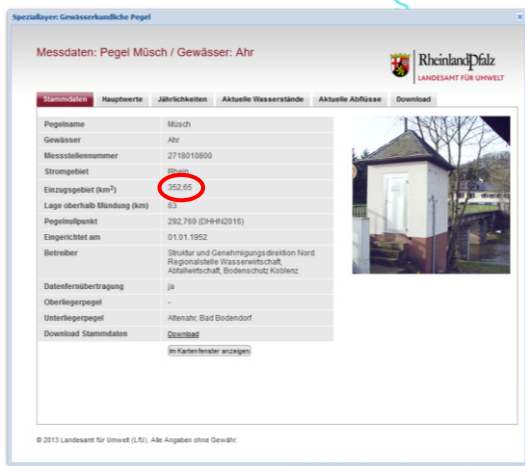 Speziallayer: Gewässerkundliche Pegel
Messdaten: Pegel Müsch / Gewässer: Ahr
RheinlandPfalz
LANDESAMT FÜR UMWELT
Stammdaten Hauptwerte Jährlichkeiten Aktuelle Wasserstände Aktuelle Abflüsse Download
Pegelname Müsch
Gewässer Ahr
Messstellennummer 2718010800
Stromgebiet Rhein
Einzugsgebiet (km²) 352,65
Lage oberhalb Mündung (km) 63
Pegelnullpunkt 292,769 (DHHN2016)
Eingerichtet am 01.01.1952
Betreiber Struktur und Genehmigungsdirektion Nord
Regionalstelle Wasserwirtschaft,
Abfallwirtschaft, Bodenschutz Koblenz
Datenfernübertragung ja
Oberliegerpegel -
Unterliegerpegel Altenahr, Bad Bodendorf
Download Stammdaten Download
Im Kartenfenster anzeigen
© 2013 Landesamt für Umwelt (LfU). Alle Angaben ohne Gewähr